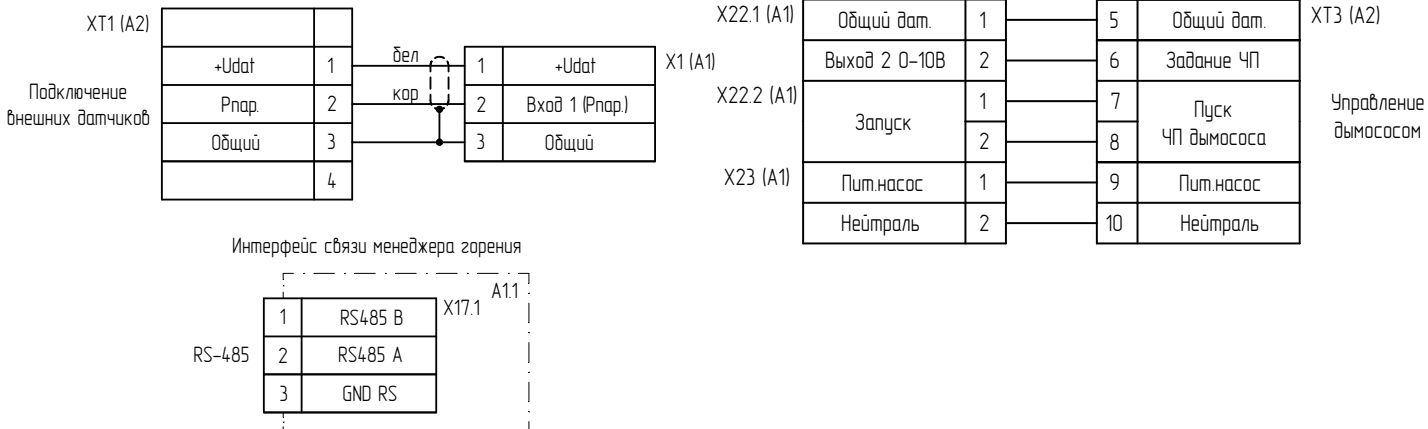 XT1 (A2)
Подключение
внешних датчиков
+Udat 1
Рпар. 2
Общий 3
4
бел
кор
1 +Udat
2 Вход 1 (Рпар.)
3 Общий
X1 (A1)
X22.1 (A1)
Общий дат. 1
Выход 2 0-10В 2
X22.2 (A1)
Запуск
1
2
X23 (A1)
Пит.насос 1
Нейтраль 2
5 Общий дат.
6 Задание ЧП
7
8
Пуск
ЧП дымососа
9 Пит.насос
10 Нейтраль
XT3 (A2)
Управление
дымососом
Интерфейс связи менеджера горения
A1.1
X17.1
RS-485
1 RS485 B
2 RS485 A
3 GND RS